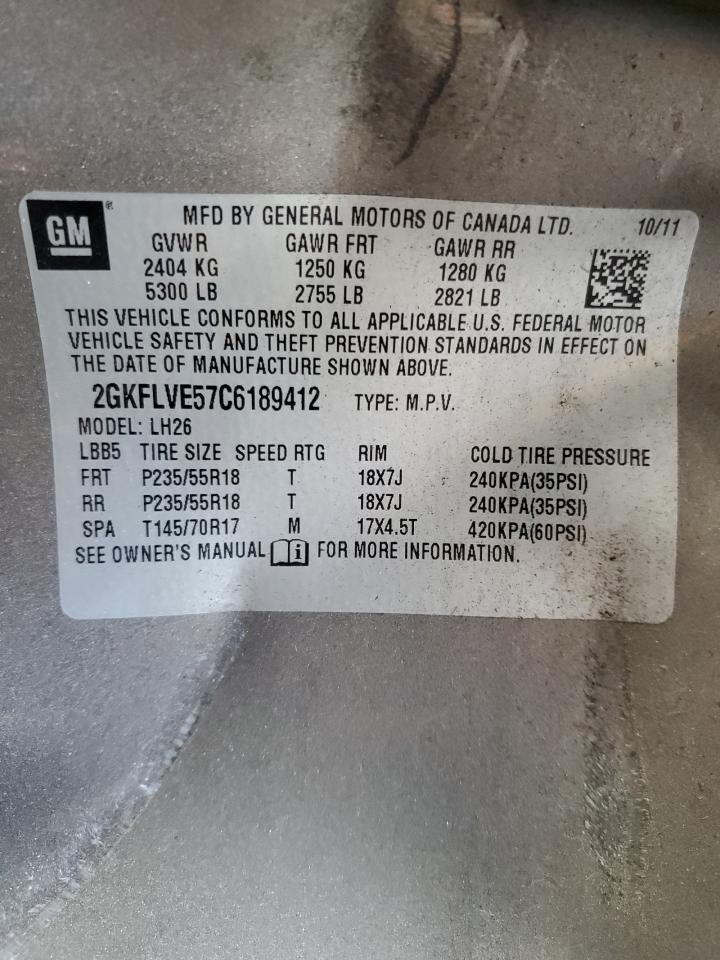 GM®
MFD BY GENERAL MOTORS OF CANADA LTD. 10/11
GVWR GAWR FRT GAWR RR
2404 KG 1250 KG 1280 KG
5300 LB 2755 LB 2821 LB
THIS VEHICLE CONFORMS TO ALL APPLICABLE U.S. FEDERAL MOTOR
VEHICLE SAFETY AND THEFT PREVENTION STANDARDS IN EFFECT ON
THE DATE OF MANUFACTURE SHOWN ABOVE.
2GKFLVE57C6189412 TYPE: M.P.V.
MODEL: LH26
LBB5 TIRE SIZE SPEED RTG RIM COLD TIRE PRESSURE
FRT P235/55R18 T 18X7J 240KPA(35PSI)
RR P235/55R18 T 18X7J 240KPA(35PSI)
SPA T145/70R17 M 17X4.5T 420KPA(60PSI)
SEE OWNER'S MANUAL i FOR MORE INFORMATION.